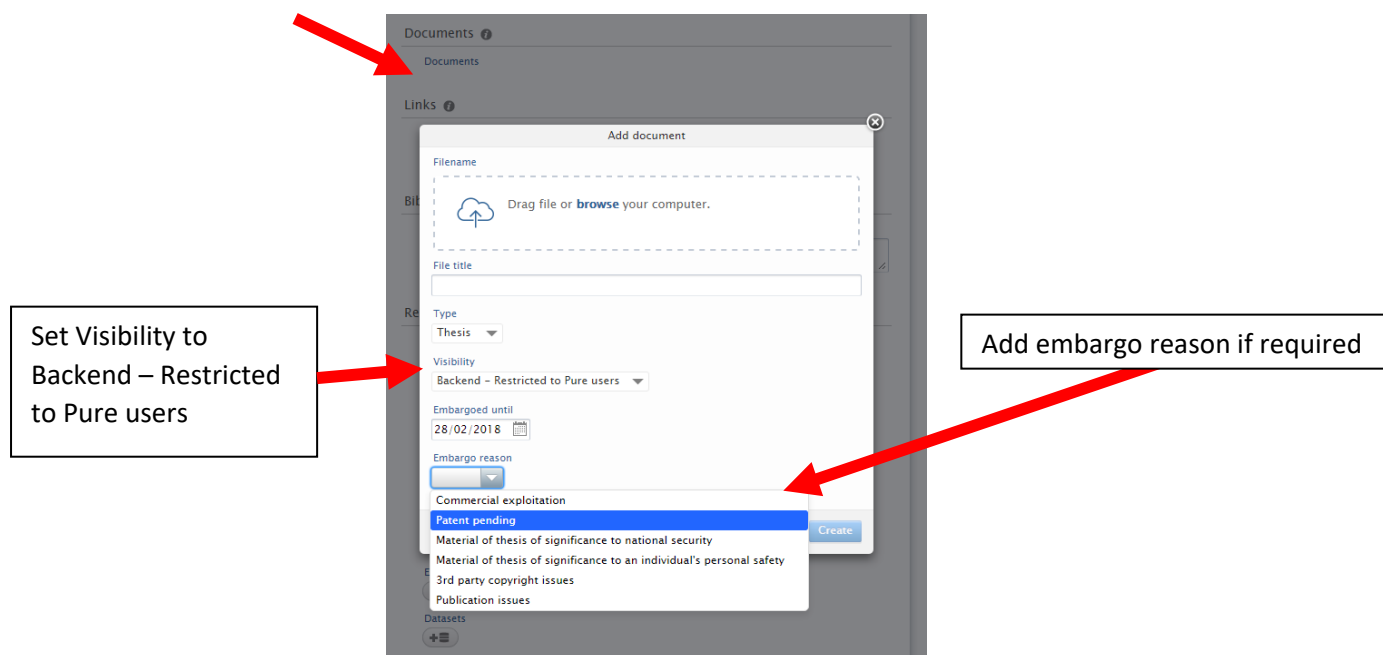 Documents
Documents
Links
Add document
Filename
Bib
Drag file or browse your computer.
File title
Re
Type
Thesis
Visibility
Backend – Restricted to Pure users
Embargoed until
28/02/2018
Embargo reason
Commercial exploitation
Patent pending
Create
Material of thesis of significance to national security
Material of thesis of significance to an individual's personal safety
3rd party copyright issues
Publication issues
Datasets
Set Visibility to
Backend – Restricted
to Pure users
Add embargo reason if required